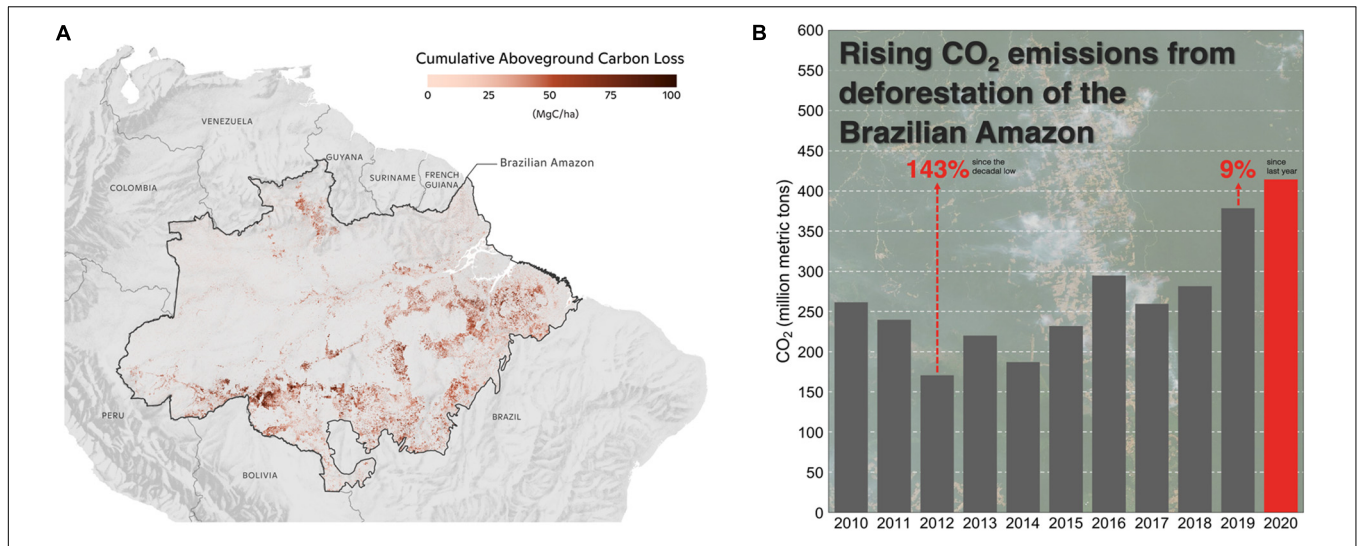 A
Cumulative Aboveground Carbon Loss
0 25 50 75 100
(MgC/ha)
VENEZUELA
GUYANA
Brazilian Amazon
SURINAME
FRENCH
GUIANA
COLOMBIA
PERU
BRAZIL
BOLIVIA
B
Rising CO₂ emissions from
deforestation of the
Brazilian Amazon
143% since the
decadal low
9% since
last year
CO₂ (million metric tons)
600
550
500
450
400
350
300
250
200
150
100
50
0
2010 2011 2012 2013 2014 2015 2016 2017 2018 2019 2020